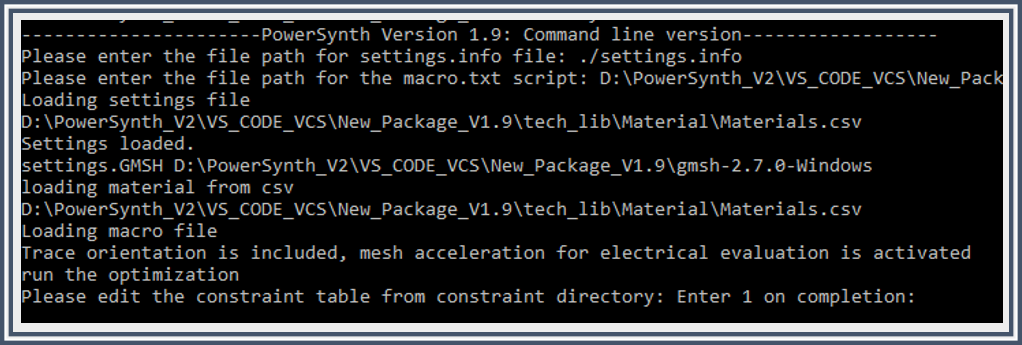 ----------------------PowerSynth Version 1.9: Command line version------------------
Please enter the file path for settings.info file: ./settings.info
Please enter the file path for the macro.txt script: D:\PowerSynth_V2\VS_CODE_VCS\New_Pack
Loading settings file
D:\PowerSynth_V2\VS_CODE_VCS\New_Package_V1.9\tech_lib\Material\Materials.csv
Settings loaded.
settings.GMSH D:\PowerSynth_V2\VS_CODE_VCS\New_Package_V1.9\gmsh-2.7.0-Windows
loading material from csv
D:\PowerSynth_V2\VS_CODE_VCS\New_Package_V1.9\tech_lib\Material\Materials.csv
Loading macro file
Trace orientation is included, mesh acceleration for electrical evaluation is activated
run the optimization
Please edit the constraint table from constraint directory: Enter 1 on completion: